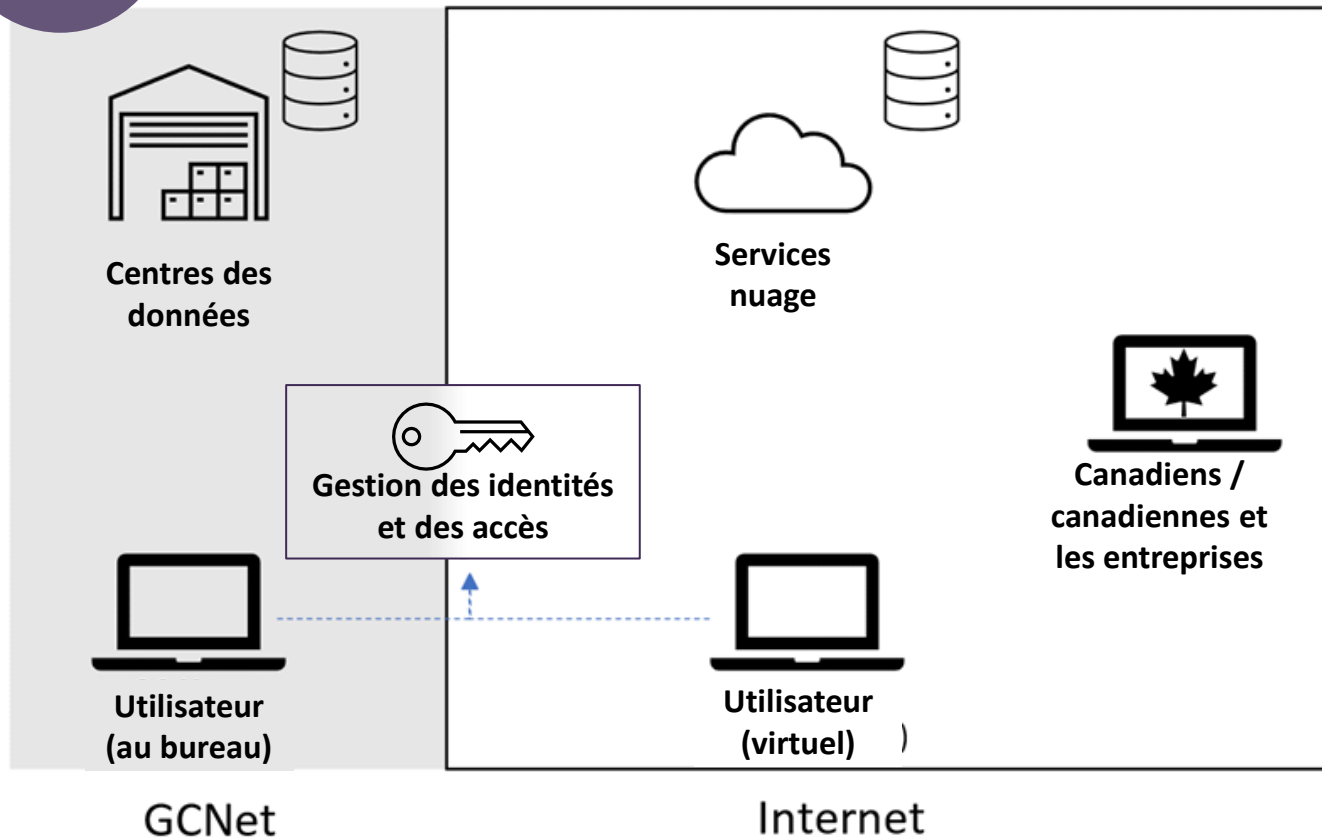 Centres des
données
Services
nuage
Gestion des identités
et des accès
Canadiens /
canadiennes et
les entreprises
Utilisateur
(au bureau)
Utilisateur
(virtuel) )
GCNet
Internet